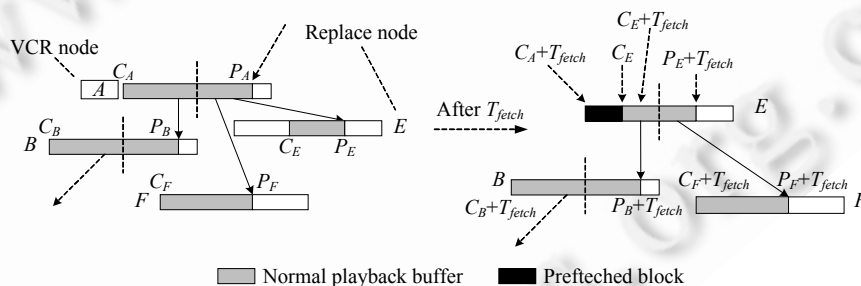 C_E+T_fetch
VCR node
Replace node
C_A+T_fetch
C_E
P_E+T_fetch
C_A
P_A
A
E
C_B
P_B
B
C_E
P_E
E
After T_fetch
C_F
P_F
F
B
C_F+T_fetch
P_F+T_fetch
C_B+T_fetch
P_B+T_fetch
F
Normal playback buffer
Prefteched block